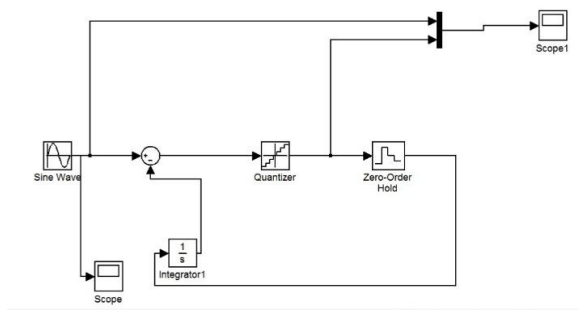 Scope1
Sine Wave
+
-
Quantizer
Zero-Order
Hold
1
s
Integrator1
Scope